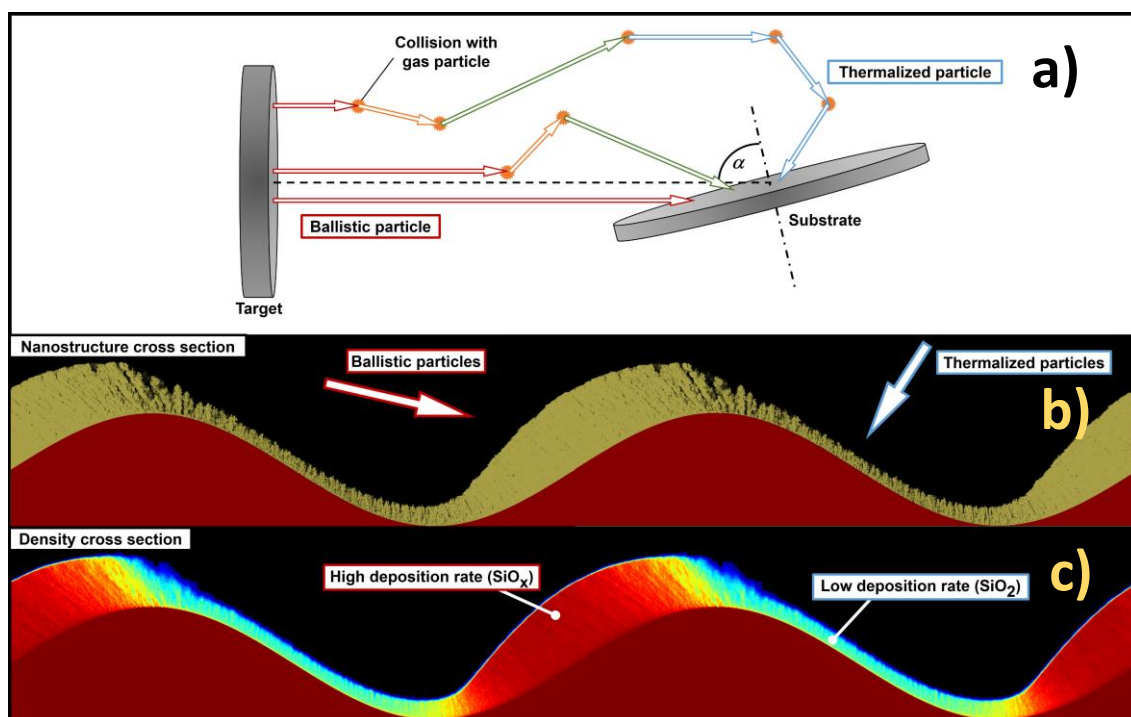 Collision with
gas particle
Thermalized particle
a)
α
Ballistic particle
Substrate
Target
Nanostructure cross section
Ballistic particles
Thermalized particles
b)
Density cross section
High deposition rate (SiOₓ)
Low deposition rate (SiO₂)
c)